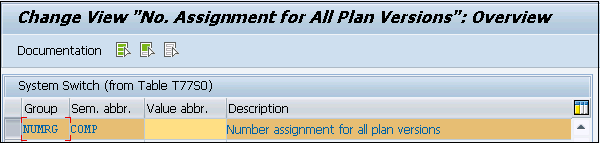 Change View "No. Assignment for All Plan Versions": Overview
Documentation
System Switch (from Table T77S0)
Group Sem. abbr. Value abbr. Description
NUMRG COMP Number assignment for all plan versions